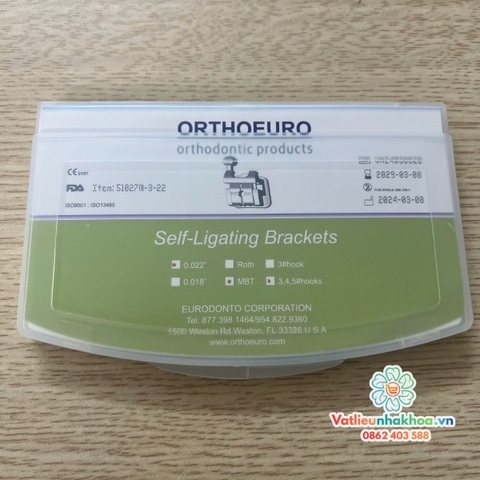 ORTHOEURO
orthodontic products
CE 0197
FDA Item:51027M-3-22
ISO9001 : ISO13485
2029-03-08
FOR SINGLE USE ONLY
2024-03-08
Self-Ligating Brackets
0.022" Roth 3#hook
0.018" MBT 3,4,5#hooks
EURODONTO CORPORATION
Tel: 877.398.1464/954.822.9360
1500 Weston Rd.Weston, FL 33326 U S A
www.orthoeuro.com
Vatlieunhakhoa.vn
0862 403 588